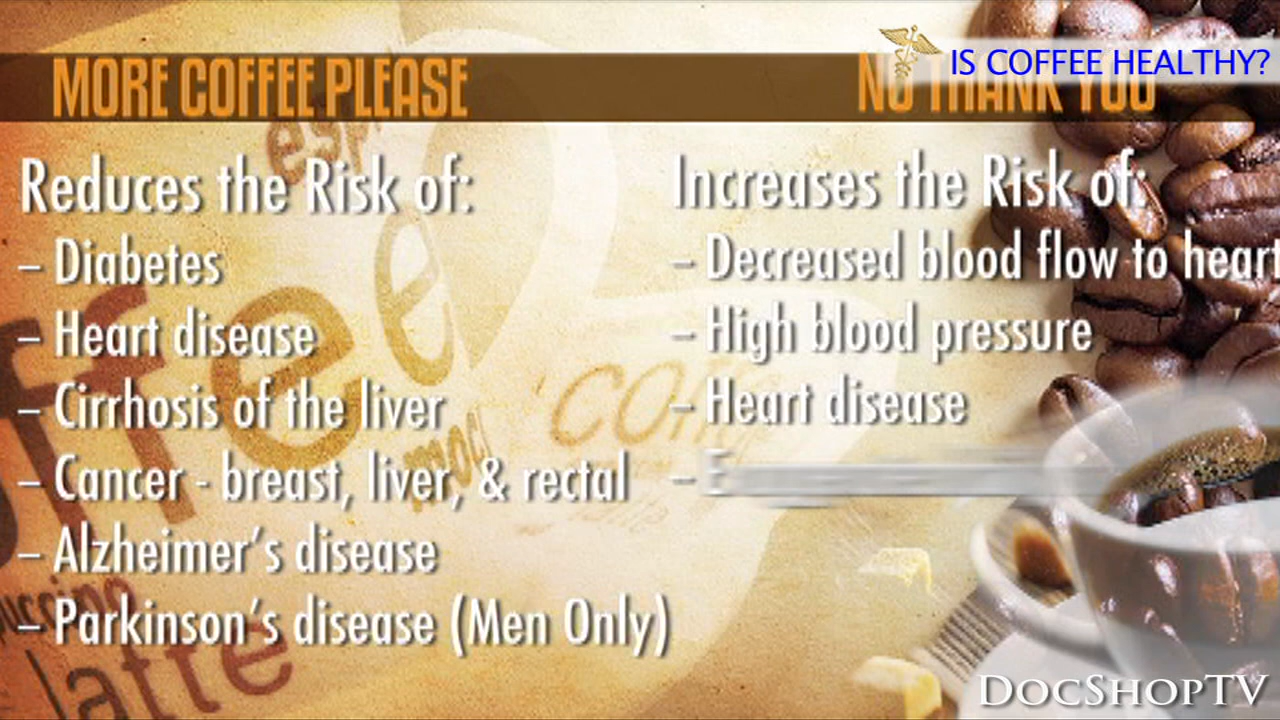 IS COFFEE HEALTHY?
MORE COFFEE PLEASE
NO THANK YOU
Reduces the Risk of:
– Diabetes
– Heart disease
– Cirrhosis of the liver
– Cancer - breast, liver, & rectal
– Alzheimer's disease
– Parkinson's disease (Men Only)
Increases the Risk of:
– Decreased blood flow to heart
– High blood pressure
– Heart disease
– E
latte
DOCSHOPTV